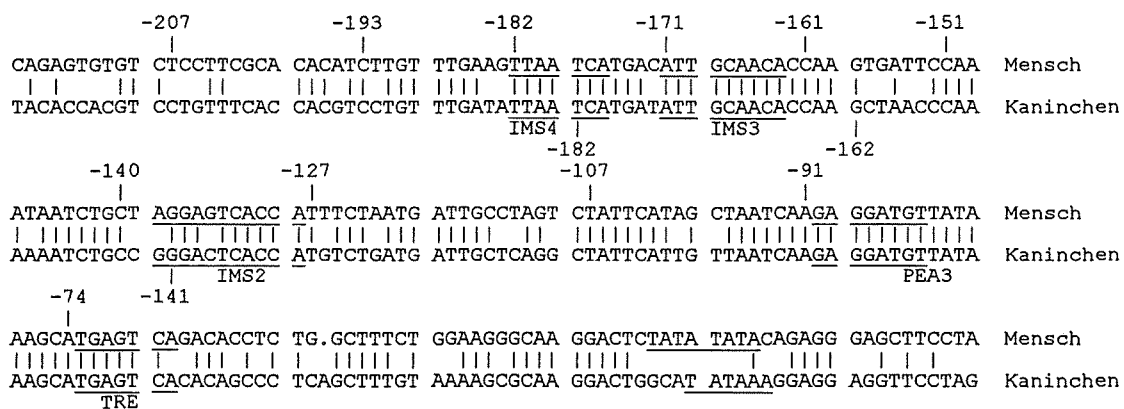 -207 -193 -182 -171 -161 -151
CAGAGTGTGT CTCCTTCGCA CACATCTTGT TTGAAGTTAA TCATGACATT GCAACACCAA GTGATTCCAA Mensch
TACACCACGT CCTGTTTCAC CACGTCCTGT TTGATATTAA TCATGATATT GCAACACCAA GCTAACCCAA Kaninchen
IMS4 IMS3
-182 -162
-140 -127 -107 -91
ATAATCTGCT AGGAGTCACC ATTTCTAATG ATTGCCTAGT CTATTCATAG CTAATCAAGA GGATGTTATA Mensch
AAAATCTGCC GGGACTCACC ATGTCTGATG ATTGCTCAGG CTATTCATTG TTAATCAAGA GGATGTTATA Kaninchen
IMS2 PEA3
-74 -141
AAGCATGAGT CAGACACCTC TG.GCTTTCT GGAAGGGCAA GGACTCTATA TATACAGAGG GAGCTTCCTA Mensch
AAGCATGAGT CACACAGCCC TCAGCTTTGT AAAAGCGCAA GGACTGGCAT ATAAAGGAGG AGGTTCCTAG Kaninchen
TRE